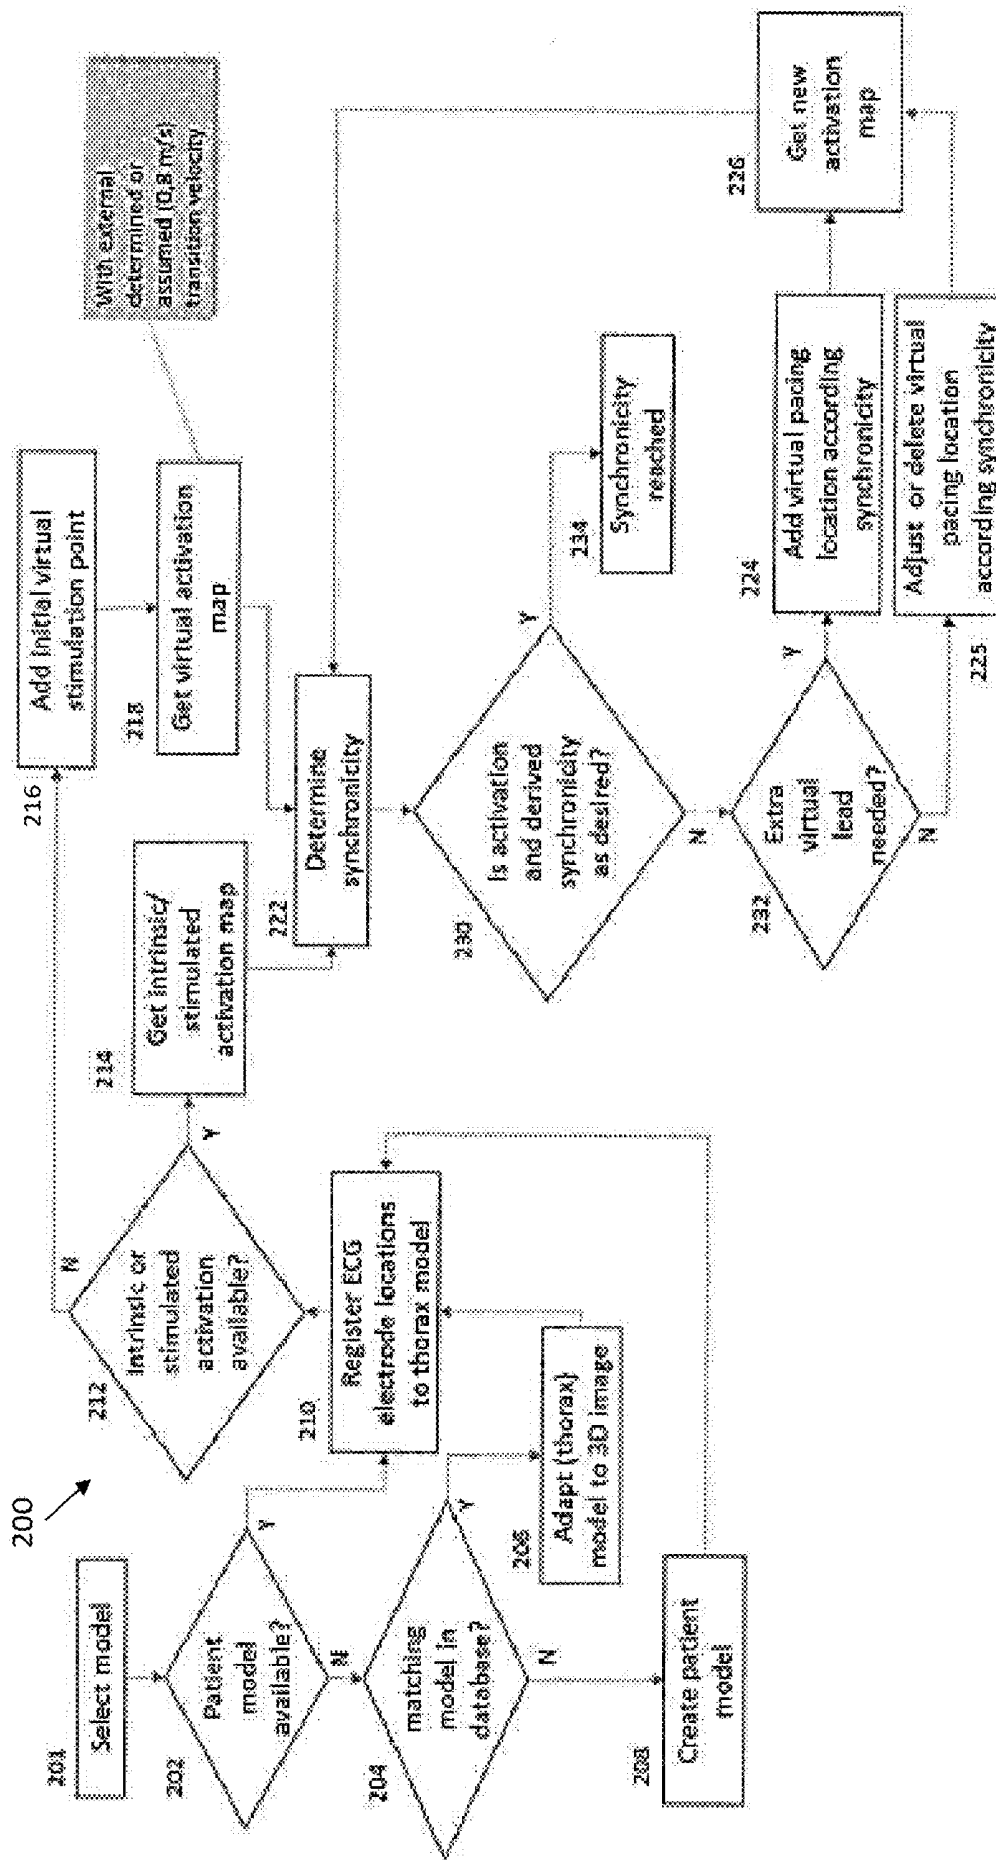 200
201
Select model
202
Patient
model
available?
Y
N
204
matching
model in
database?
Y
N
206
Adapt (thorax)
model to 3D image
208
Create patient
model
210
Register ECG
electrode locations
to thorax model
212
Intrinsic or
stimulated
activation
available?
N
Y
214
Get intrinsic/
stimulated
activation map
216
Add initial virtual
stimulation point
218
Get virtual activation
map
With external
determined or
assumed (0,8 m/s)
transition velocity
222
Determine
synchronicity
230
Is activation
and derived
synchronicity
as desired?
Y
N
234
Synchronicity
reached
232
Extra
virtual
lead
needed?
Y
N
224
Add virtual pacing
location according
synchronicity
225
Adjust or delete virtual
pacing location
according synchronicity
236
Get new
activation
map